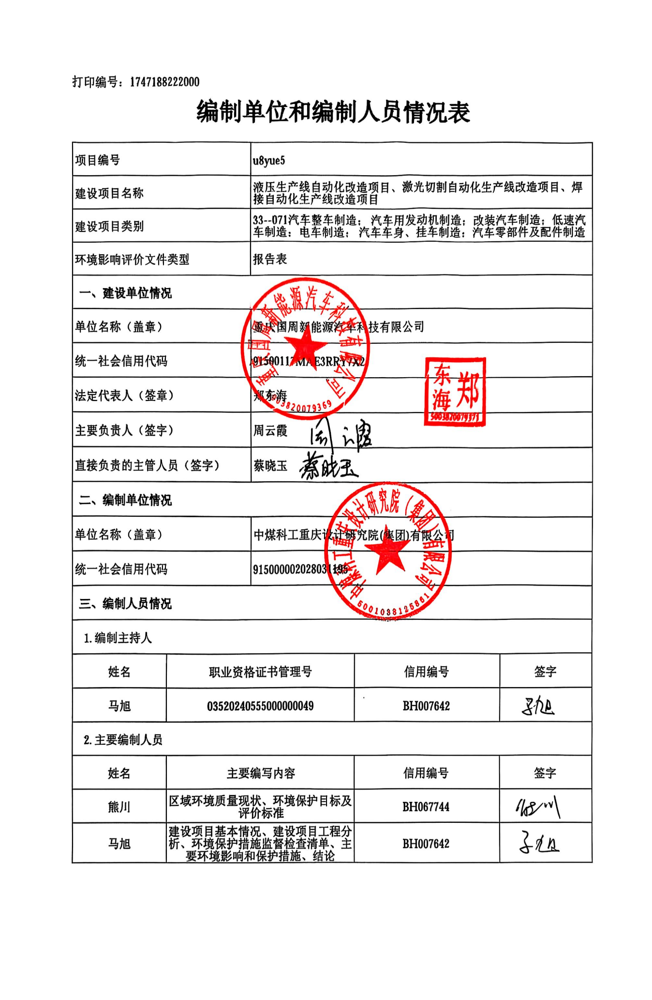 打印编号：1747188222000
编制单位和编制人员情况表
项目编号 u8yue5
建设项目名称 液压生产线自动化改造项目、激光切割自动化生产线改造项目、焊
接自动化生产线改造项目
建设项目类别 33--071汽车整车制造；汽车用发动机制造；改装汽车制造；低速汽
车制造；电车制造；汽车车身、挂车制造；汽车零部件及配件制造
环境影响评价文件类型 报告表
一、建设单位情况
单位名称（盖章） 重庆国周新能源汽车科技有限公司
统一社会信用代码
法定代表人（签章） 郑东海
主要负责人（签字） 周云霞 周云霞
直接负责的主管人员（签字） 蔡晓玉 蔡晓玉
重庆国周新能源汽车科技有限公司
5003820079369
东海郑
5003820079371
二、编制单位情况
单位名称（盖章） 中煤科工重庆设计研究院(集团)有限公司
统一社会信用代码 915000002028031195
中煤科工重庆设计研究院（集团）有限公司
5001038125861
三、编制人员情况
1.编制主持人
姓名 职业资格证书管理号 信用编号 签字
马旭 03520240555000000049 BH007642 马旭
2.主要编制人员
姓名 主要编写内容 信用编号 签字
熊川 区域环境质量现状、环境保护目标及
评价标准 BH067744 熊川
马旭 建设项目基本情况、建设项目工程分
析、环境保护措施监督检查清单、主
要环境影响和保护措施、结论 BH007642 马旭